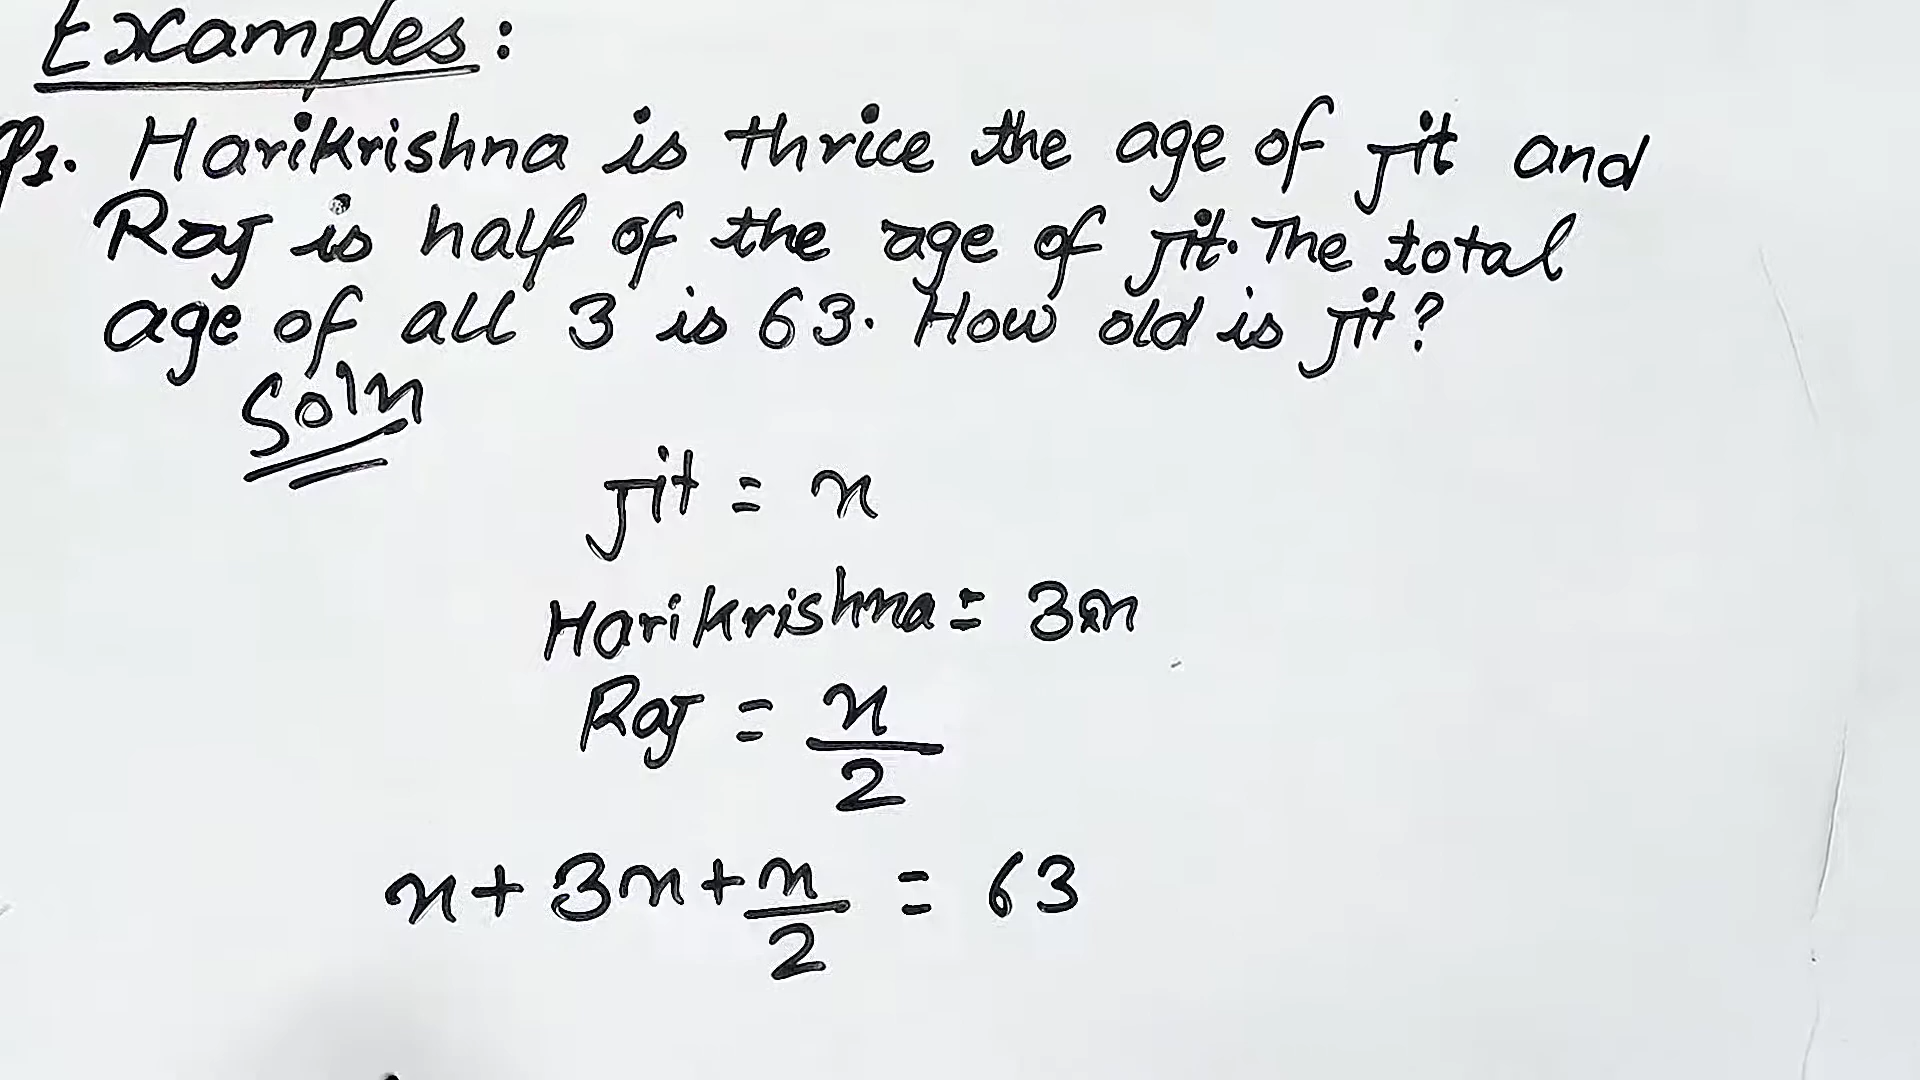 Examples:
P1. Harikrishna is thrice the age of Jit and
Raj is half of the age of Jit. The total
age of all 3 is 63. How old is Jit?
Soln
Jit = x
Harikrishna = 3x
Raj = x/2
x + 3x + x/2 = 63